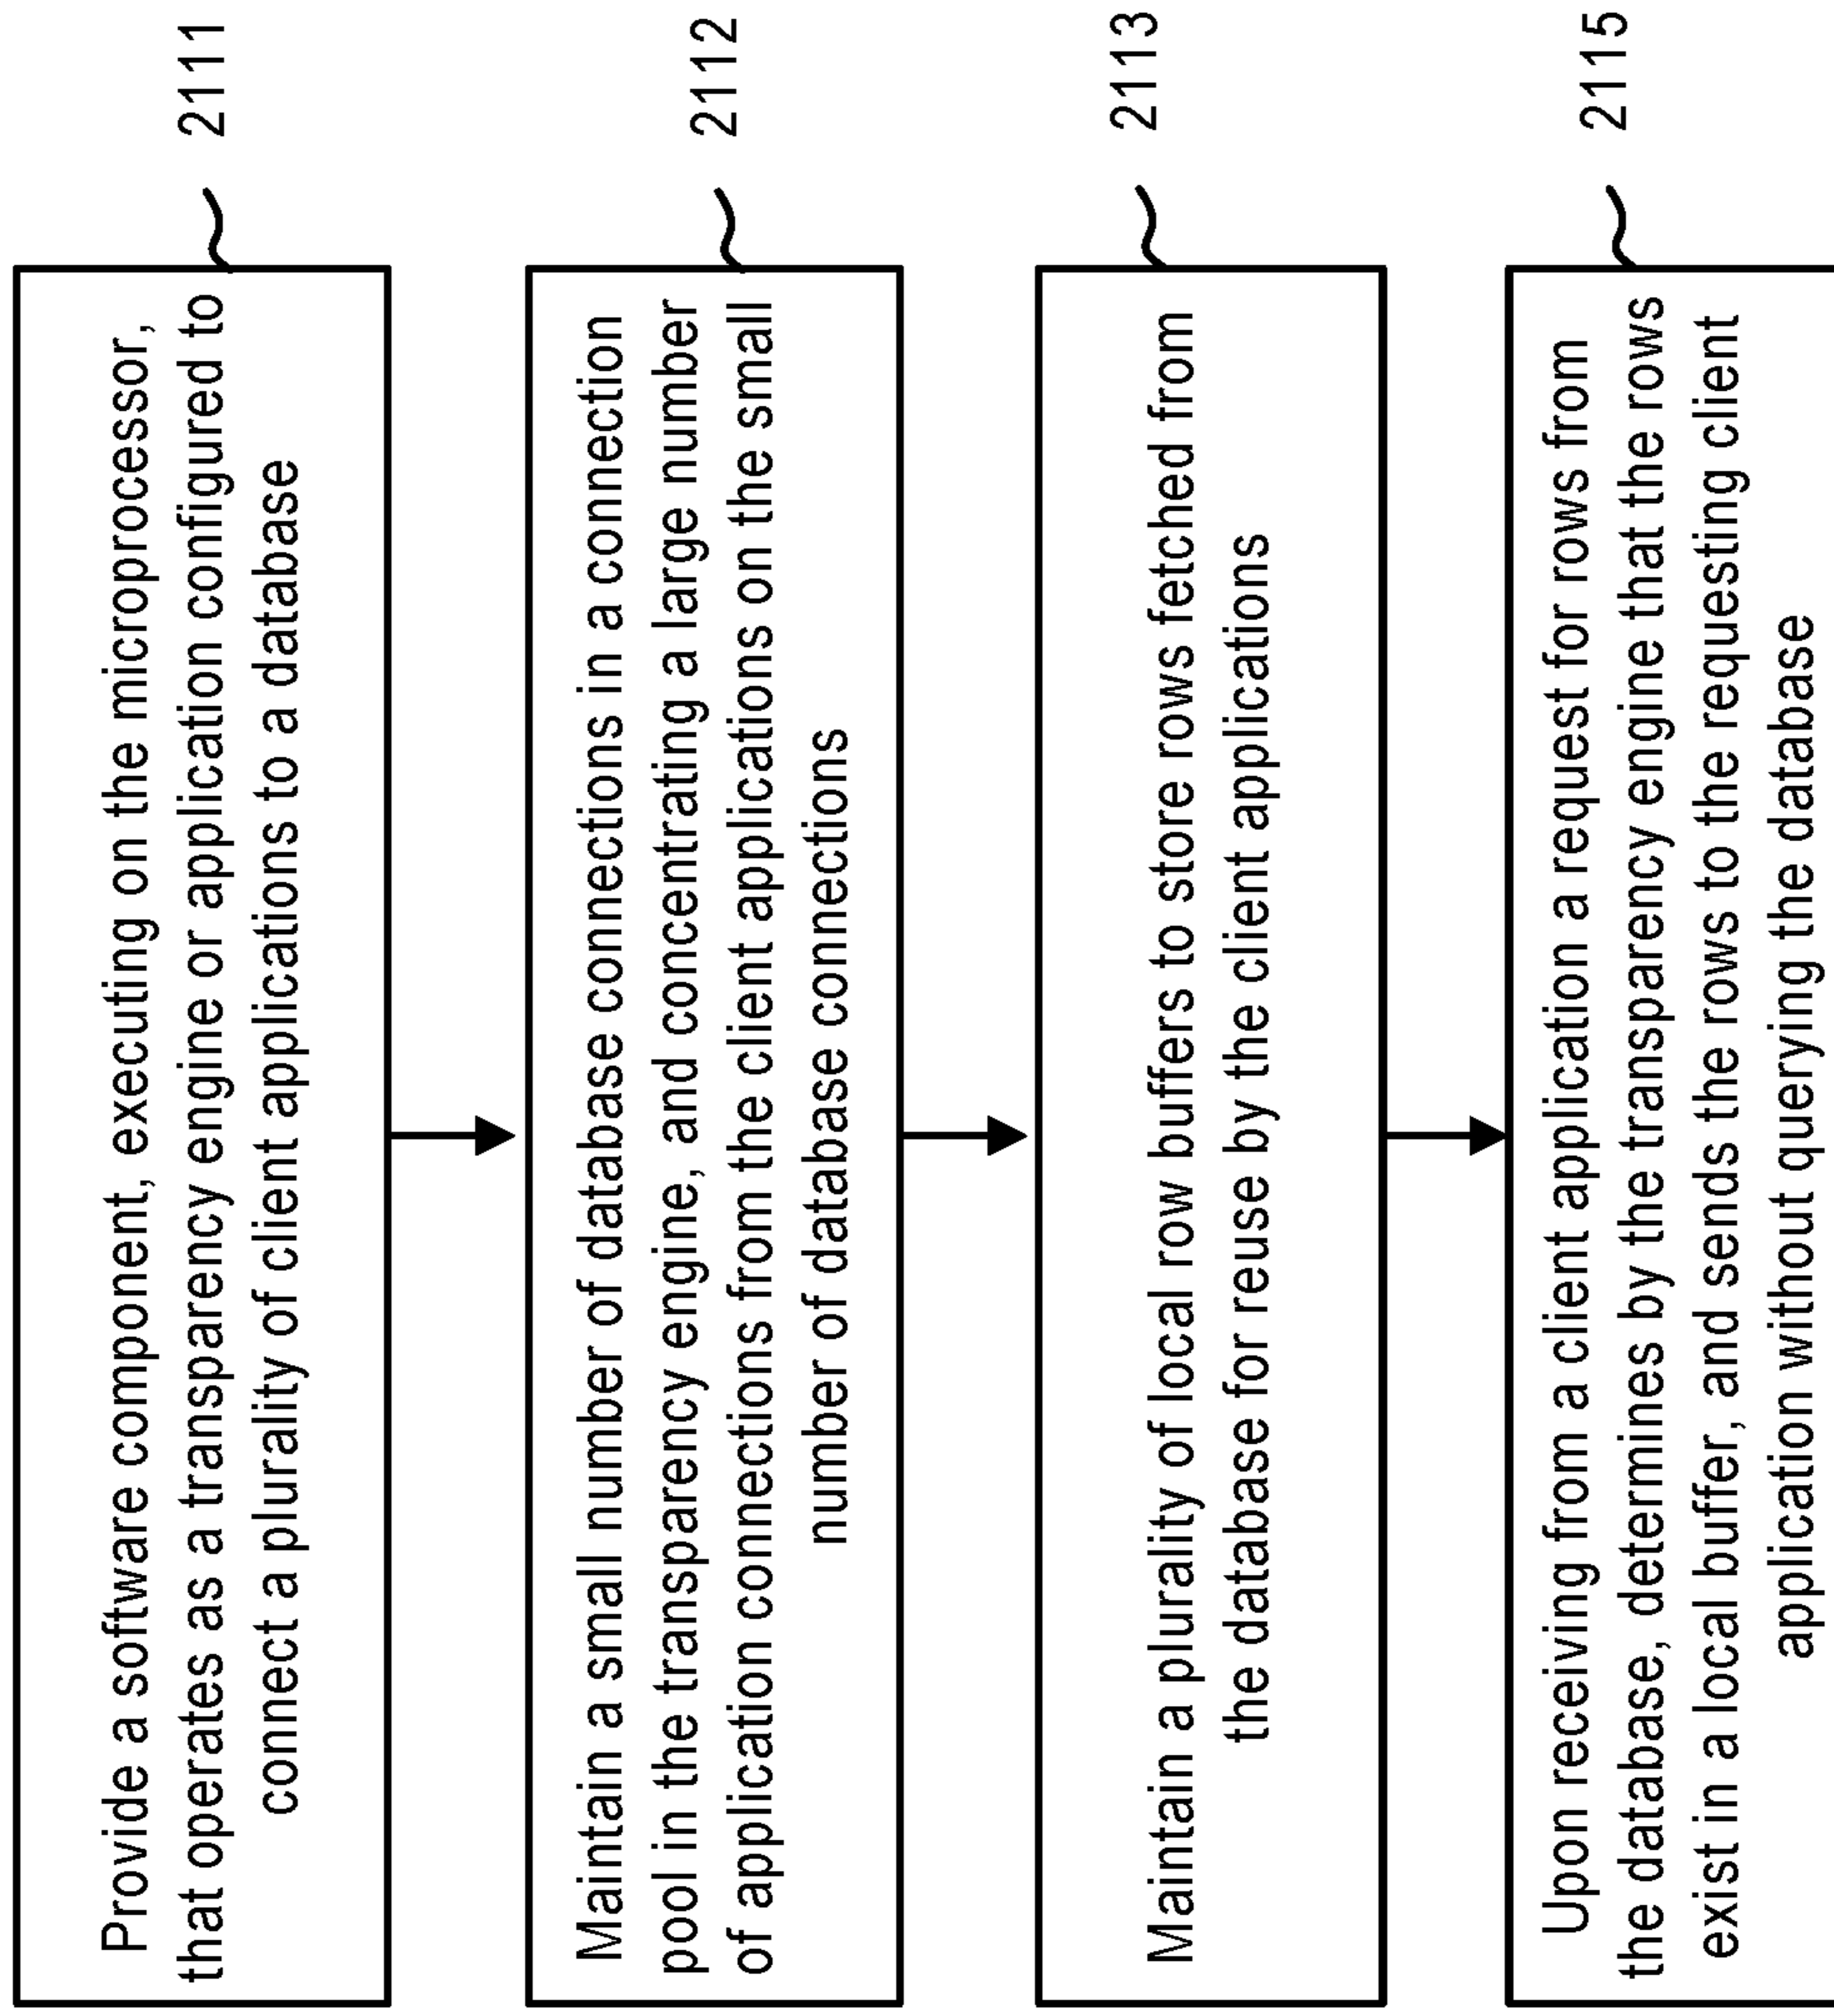 Provide a software component, executing on the microprocessor,
that operates as a transparency engine or application configured to
connect a plurality of client applications to a database
2111
Maintain a small number of database connections in a connection
pool in the transparency engine, and concentrating a large number
of application connections from the client applications on the small
number of database connections
2112
Maintain a plurality of local row buffers to store rows fetched from
the database for reuse by the client applications
2113
Upon receiving from a client application a request for rows from
the database, determines by the transparency engine that the rows
exist in a local buffer, and sends the rows to the requesting client
application without querying the database
2115